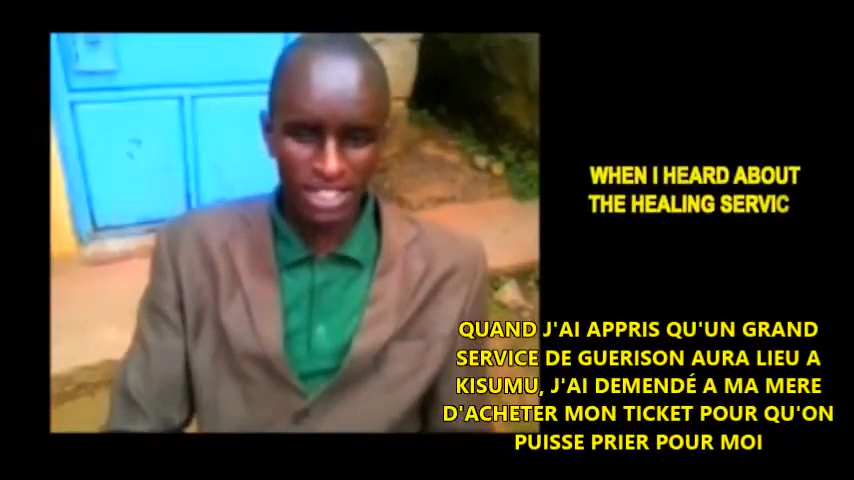 WHEN I HEARD ABOUT
THE HEALING SERVIC
QUAND J'AI APPRIS QU'UN GRAND
SERVICE DE GUERISON AURA LIEU A
KISUMU, J'AI DEMENDÉ A MA MERE
D'ACHETER MON TICKET POUR QU'ON
PUISSE PRIER POUR MOI